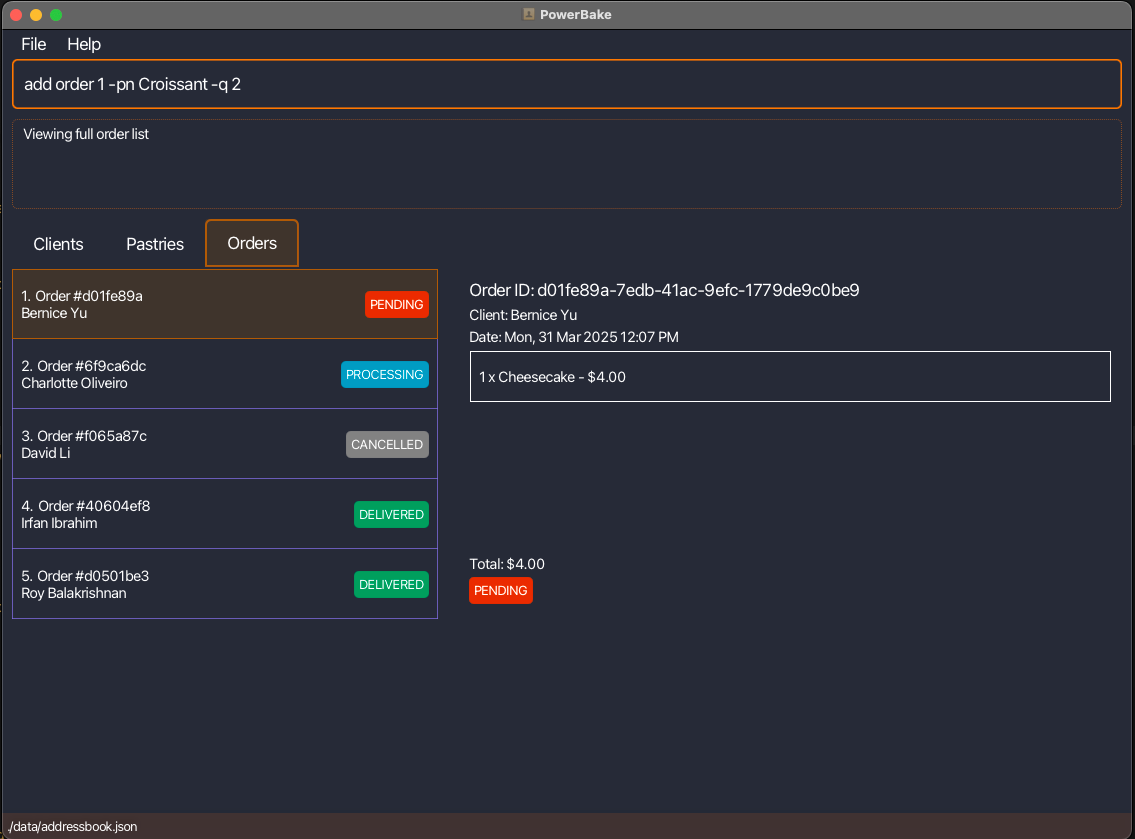 PowerBake
File Help
add order 1 -pn Croissant -q 2
Viewing full order list
Clients Pastries Orders
1. Order #d01fe89a
Bernice Yu
PENDING
2. Order #6f9ca6dc
Charlotte Oliveiro
PROCESSING
3. Order #f065a87c
David Li
CANCELLED
4. Order #40604ef8
Irfan Ibrahim
DELIVERED
5. Order #d0501be3
Roy Balakrishnan
DELIVERED
Order ID: d01fe89a-7edb-41ac-9efc-1779de9c0be9
Client: Bernice Yu
Date: Mon, 31 Mar 2025 12:07 PM
1 x Cheesecake - $4.00
Total: $4.00
PENDING
./data/addressbook.json